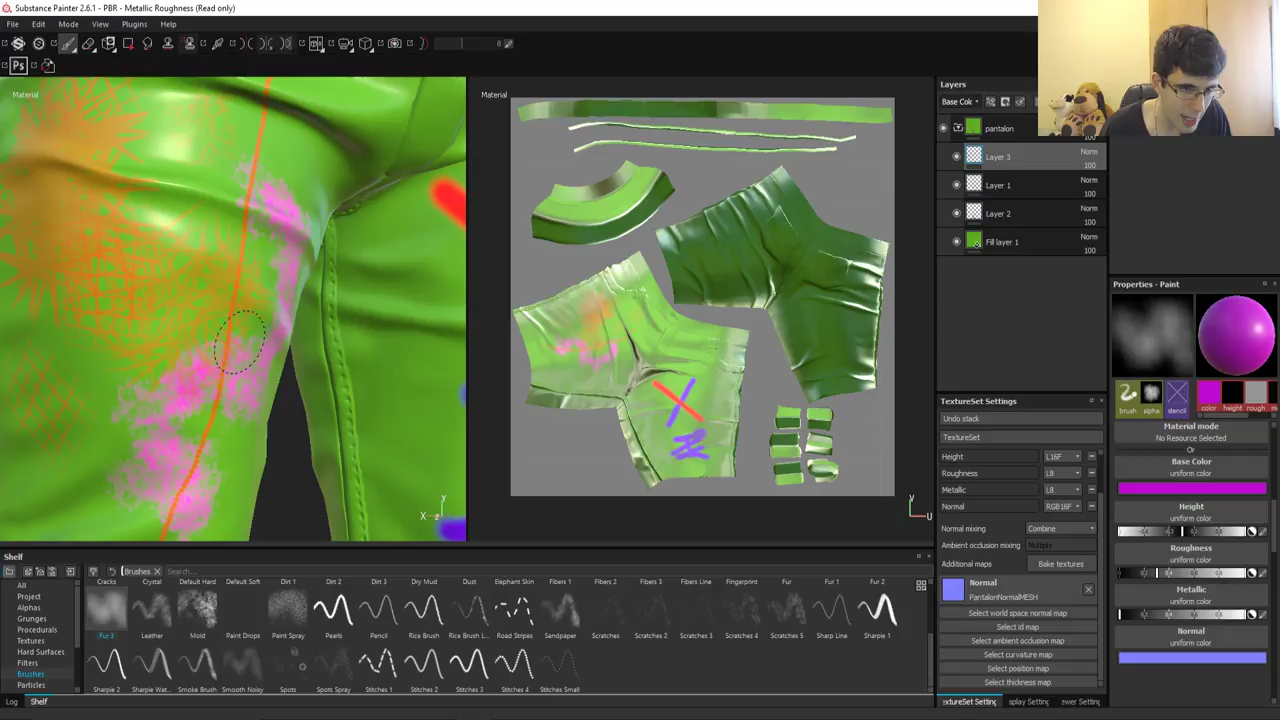 Substance Painter 2.6.1 - PBR - Metallic Roughness (Read only)
File Edit Mode View Plugins Help
8
Ps
Material
Material
X z y
y U
Layers
Base Col
pantalon
100
Layer 3 Norm
100
Layer 1 Norm
100
Layer 2 Norm
100
Fill layer 1 Norm
100
Properties - Paint
brush alpha stencil color height rough
Material mode
No Resource Selected
Or
Base Color
uniform color
Height
uniform color
Roughness
uniform color
Metallic
uniform color
Normal
uniform color
TextureSet Settings
Undo stack
TextureSet
Height L16F
Roughness L8
Metallic L8
Normal RGB16F
Normal mixing Combine
Ambient occlusion mixing Multiply
Additional maps Bake textures
Normal
PantalonNormalMESH
Select world space normal map
Select id map
Select ambient occlusion map
Select curvature map
Select position map
Select thickness map
extureSet Setting splay Setting ewer Setting
Shelf
Brushes Search...
All
Project
Alphas
Grunges
Procedurals
Textures
Hard Surfaces
Filters
Brushes
Particles
Cracks Crystal Default Hard Default Soft Dirt 1 Dirt 2 Dirt 3 Dry Mud Dust Elephant Skin Fibers 1 Fibers 2 Fibers 3 Fibers Line Fingerprint Fur Fur 2
Fur 3 Leather Mold Paint Drops Paint Spray Pearls Pencil Rice Brush Rice Brush L... Road Stripes Sandpaper Scratches Scratches 2 Scratches 3 Scratches 4 Scratches 5 Sharp Line Sharpie 1
Sharpie 2 Sharpie Wat... Smoke Brush Smooth Noisy Spots Spots Spray Stitches 1 Stitches 2 Stitches 3 Stitches 4 Stitches Small
Log Shelf